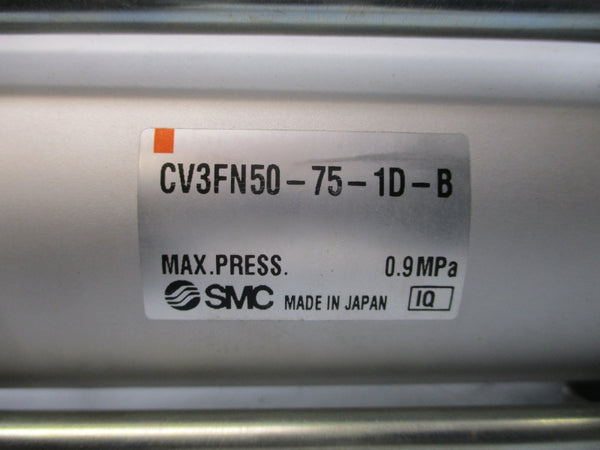 CV3FN50-75-1D-B
MAX.PRESS. 0.9MPa
SMC MADE IN JAPAN IQ